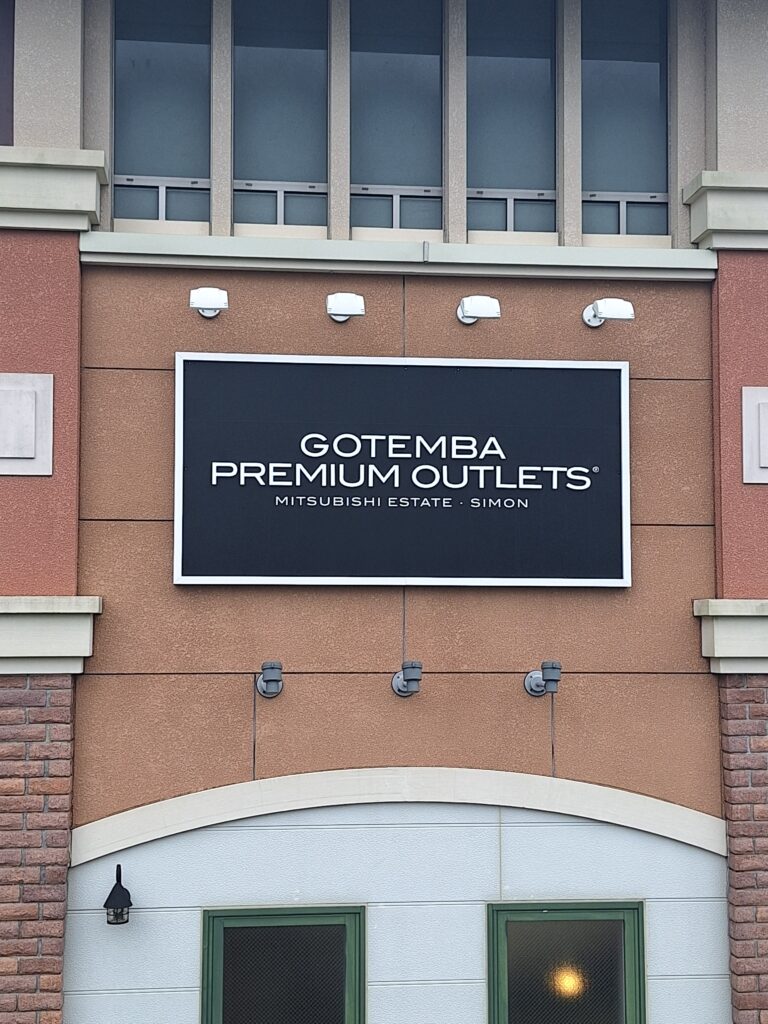 GOTEMBA
PREMIUM OUTLETS®
MITSUBISHI ESTATE · SIMON